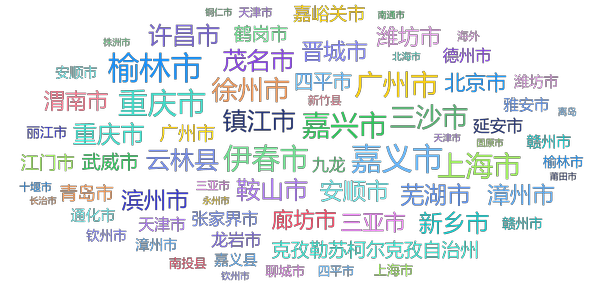 铜仁市 天津市 嘉峪关市 南通市
株洲市 许昌市 鹤岗市 潍坊市 海外
晋城市 北海市 德州市
安顺市 榆林市 茂名市
渭南市 重庆市 徐州市 四平市 广州市 北京市 潍坊市
新竹县 雅安市 离岛
丽江市 重庆市 广州市 镇江市 嘉兴市 三沙市 延安市
天津市 固原市 赣州市
江门市 武威市 云林县 伊春市 九龙 嘉义市 上海市 榆林市
莆田市
十堰市 青岛市 滨州市 三亚市 鞍山市 安顺市 芜湖市 漳州市
长治市 永州市
通化市 天津市 张家界市 廊坊市 三亚市 新乡市 赣州市
钦州市 漳州市 龙岩市
克孜勒苏柯尔克孜自治州
南投县 嘉义县
钦州市 聊城市 四平市 上海市